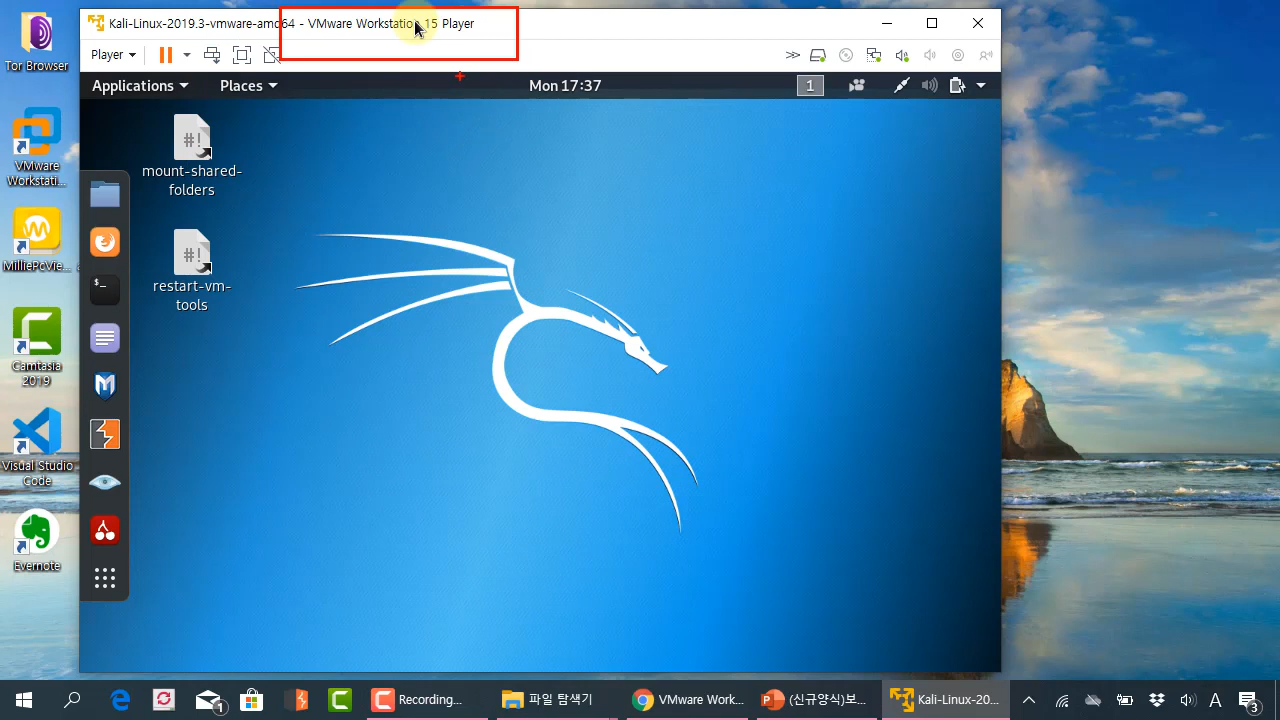 Kali-Linux-2019.3-vmware-amd64 - VMware Workstation 15 Player
Player
Applications
Places
Mon 17:37
1
#!
mount-shared-
folders
#!
restart-vm-
tools
$_
Tor Browser
VMware
Workstati...
MilliePcVie...
Camtasia
2019
Visual Studio
Code
Evernote
1
Recording...
파일 탐색기
VMware Work...
(신규양식)보...
Kali-Linux-20...
A
3